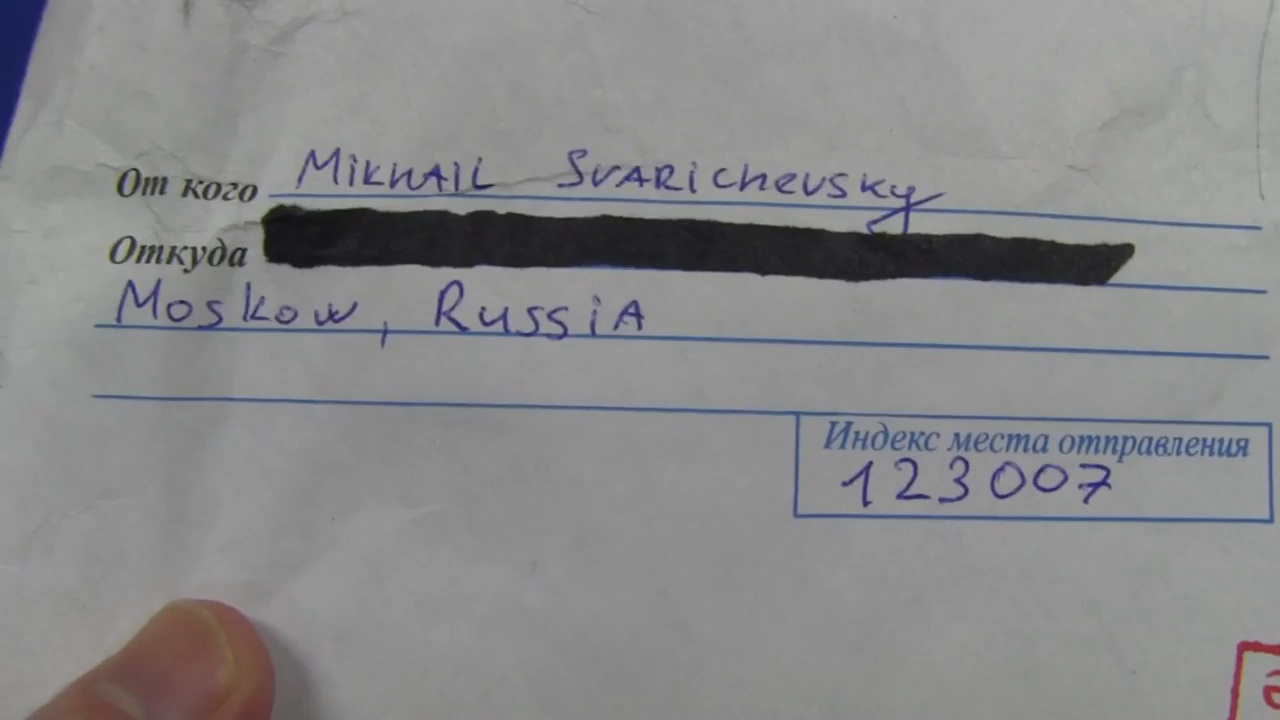 От кого Mikhail Svarichevsky
Откуда
Moskow, Russia
Индекс места отправления
123007